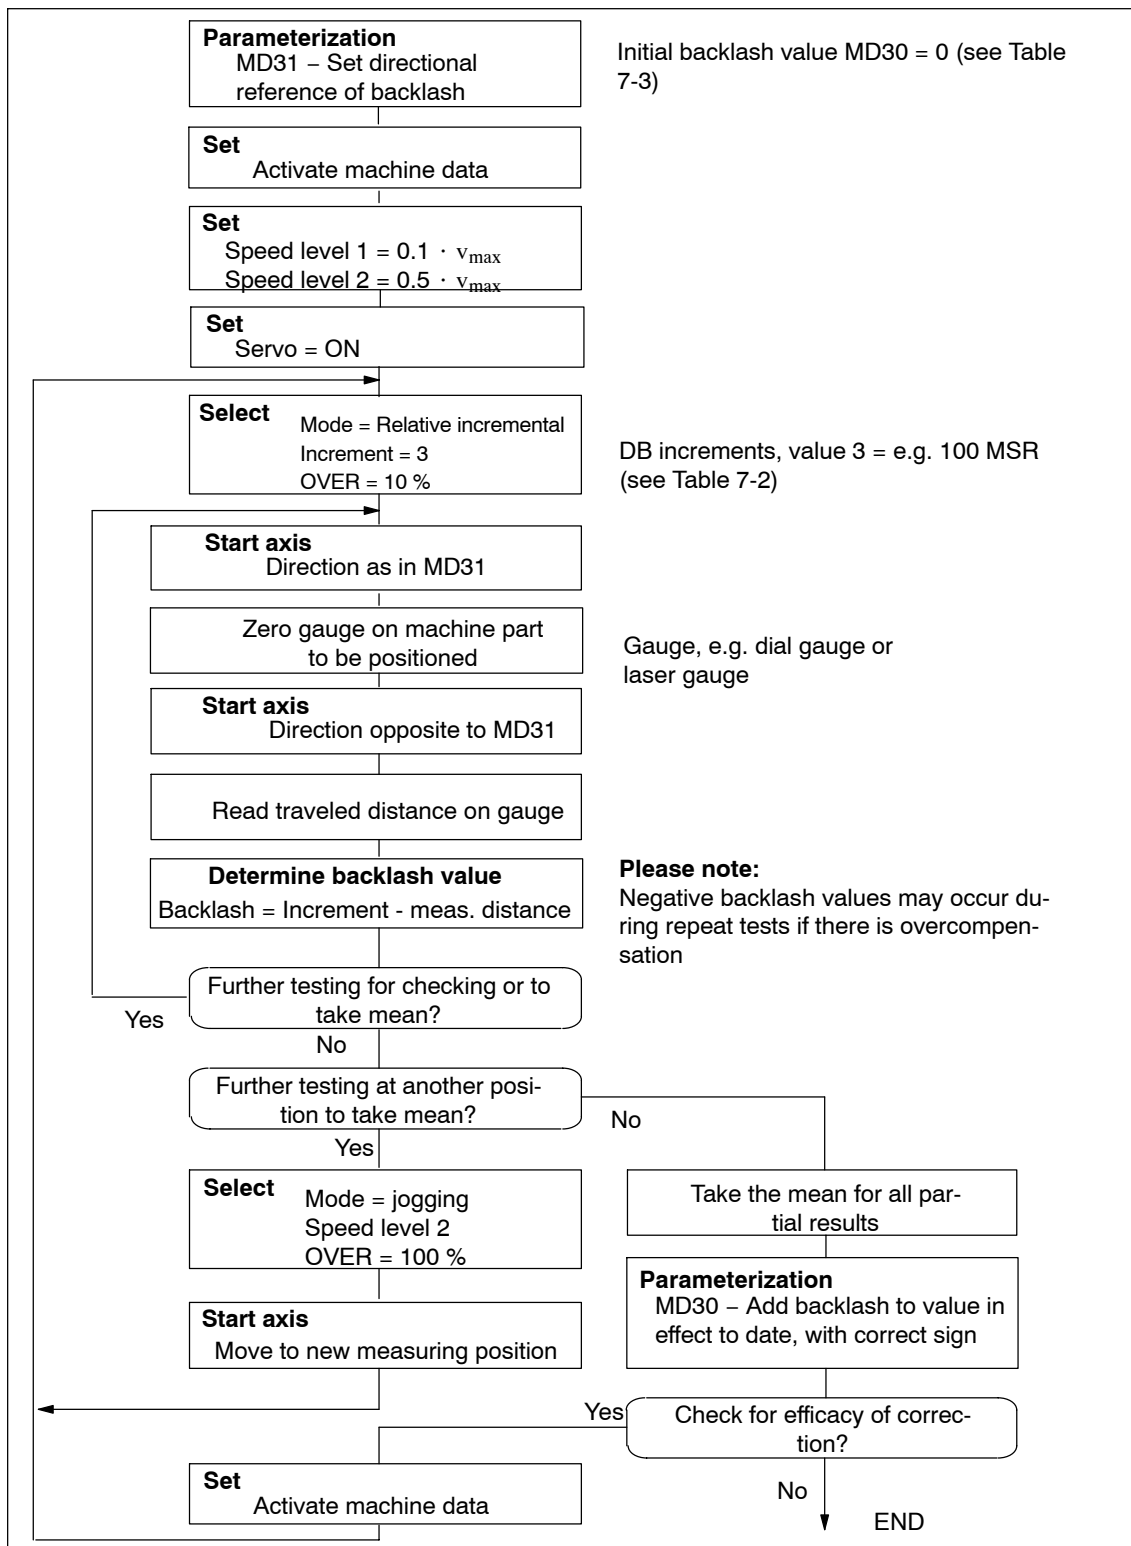 Parameterization
MD31 – Set directional
reference of backlash
Initial backlash value MD30 = 0 (see Table
7-3)
Set
Activate machine data
Set
Speed level 1 = 0.1 · vmax
Speed level 2 = 0.5 · vmax
Set
Servo = ON
Select
Mode = Relative incremental
Increment = 3
OVER = 10 %
DB increments, value 3 = e.g. 100 MSR
(see Table 7-2)
Start axis
Direction as in MD31
Zero gauge on machine part
to be positioned
Gauge, e.g. dial gauge or
laser gauge
Start axis
Direction opposite to MD31
Read traveled distance on gauge
Determine backlash value
Backlash = Increment - meas. distance
Please note:
Negative backlash values may occur du-
ring repeat tests if there is overcompen-
sation
Further testing for checking or to
take mean?
Yes
No
Further testing at another posi-
tion to take mean?
No
Yes
Select
Mode = jogging
Speed level 2
OVER = 100 %
Take the mean for all par-
tial results
Parameterization
MD30 – Add backlash to value in
effect to date, with correct sign
Start axis
Move to new measuring position
Yes
Check for efficacy of correc-
tion?
Set
Activate machine data
No
END